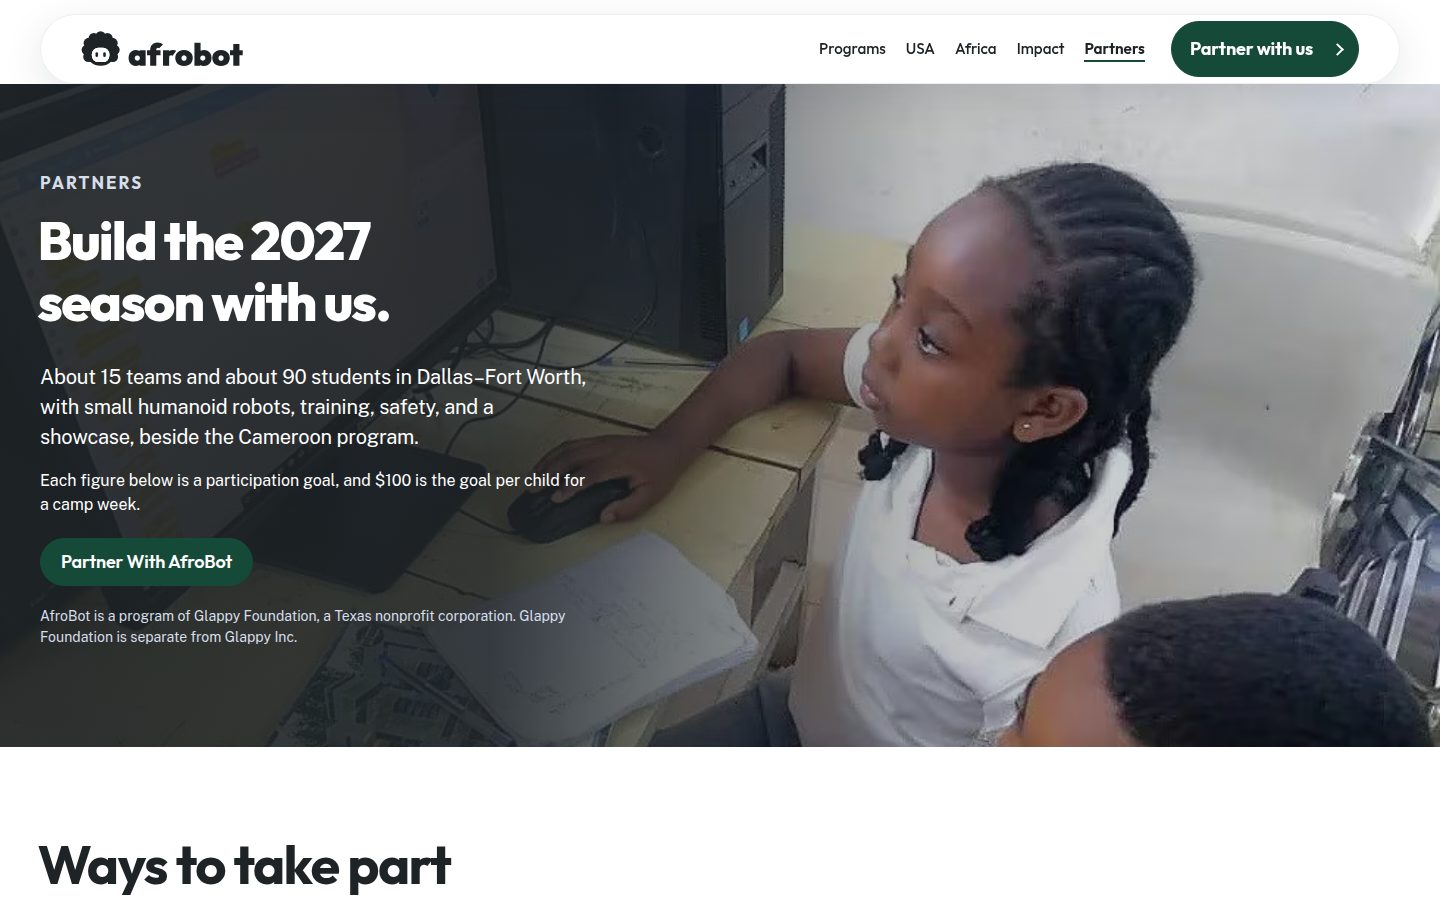 afrobot
Programs
USA
Africa
Impact
Partners
Partner with us
PARTNERS
Build the 2027
season with us.
About 15 teams and about 90 students in Dallas–Fort Worth,
with small humanoid robots, training, safety, and a
showcase, beside the Cameroon program.
Each figure below is a participation goal, and $100 is the goal per child for
a camp week.
Partner With AfroBot
AfroBot is a program of Glappy Foundation, a Texas nonprofit corporation. Glappy
Foundation is separate from Glappy Inc.
Ways to take part